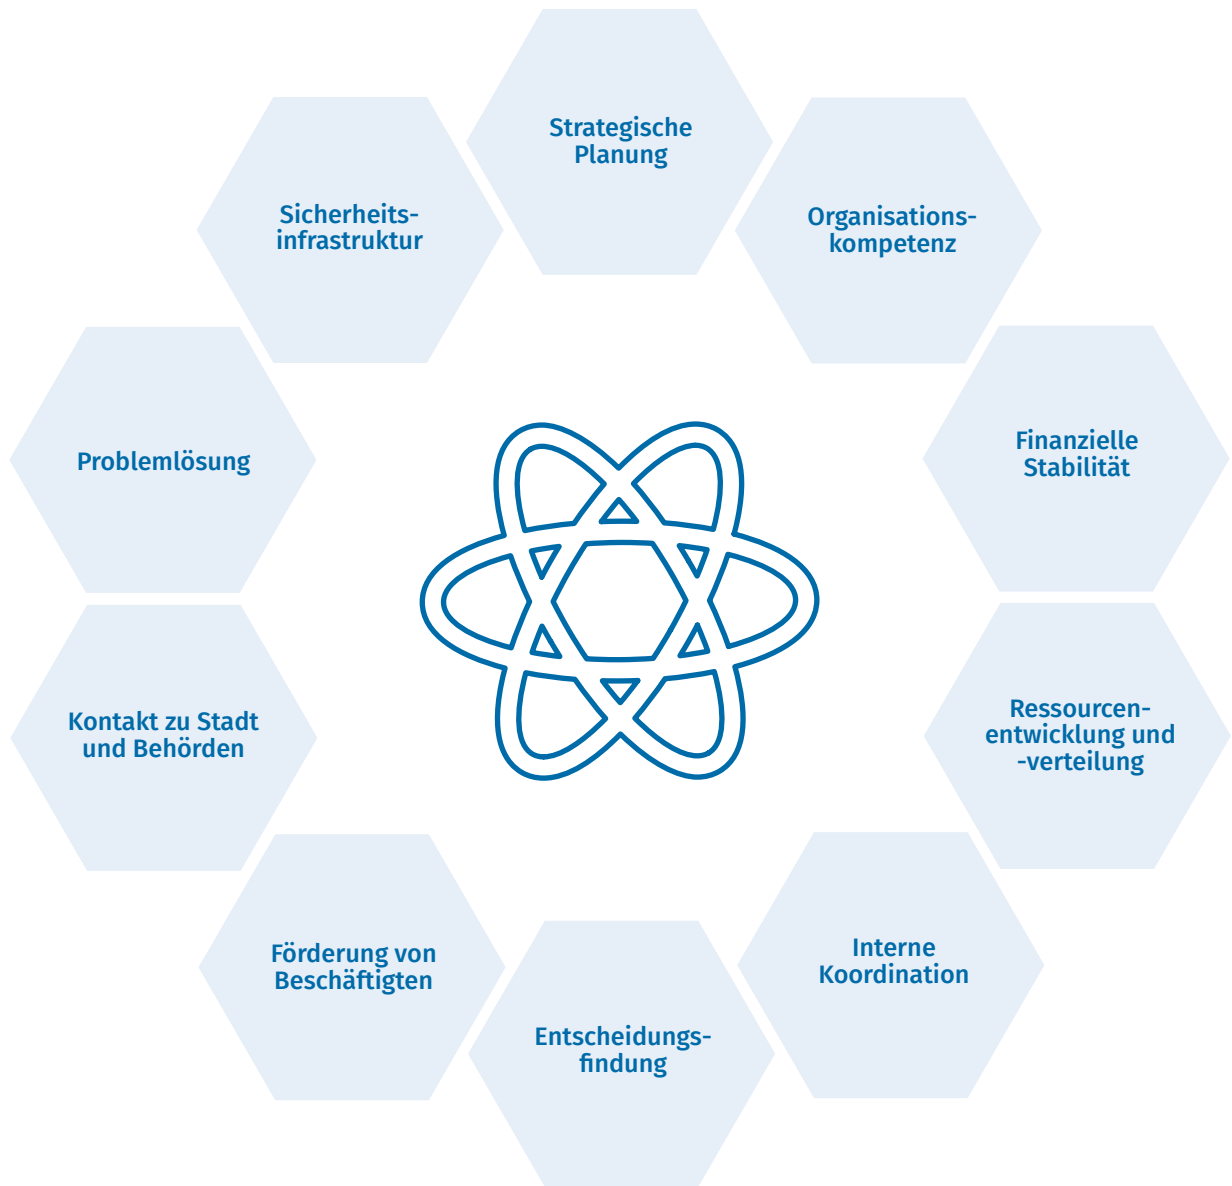 Strategische
Planung
Organisations-
kompetenz
Finanzielle
Stabilität
Ressourcen-
entwicklung und
-verteilung
Interne
Koordination
Entscheidungs-
findung
Förderung von
Beschäftigten
Kontakt zu Stadt
und Behörden
Problemlösung
Sicherheits-
infrastruktur